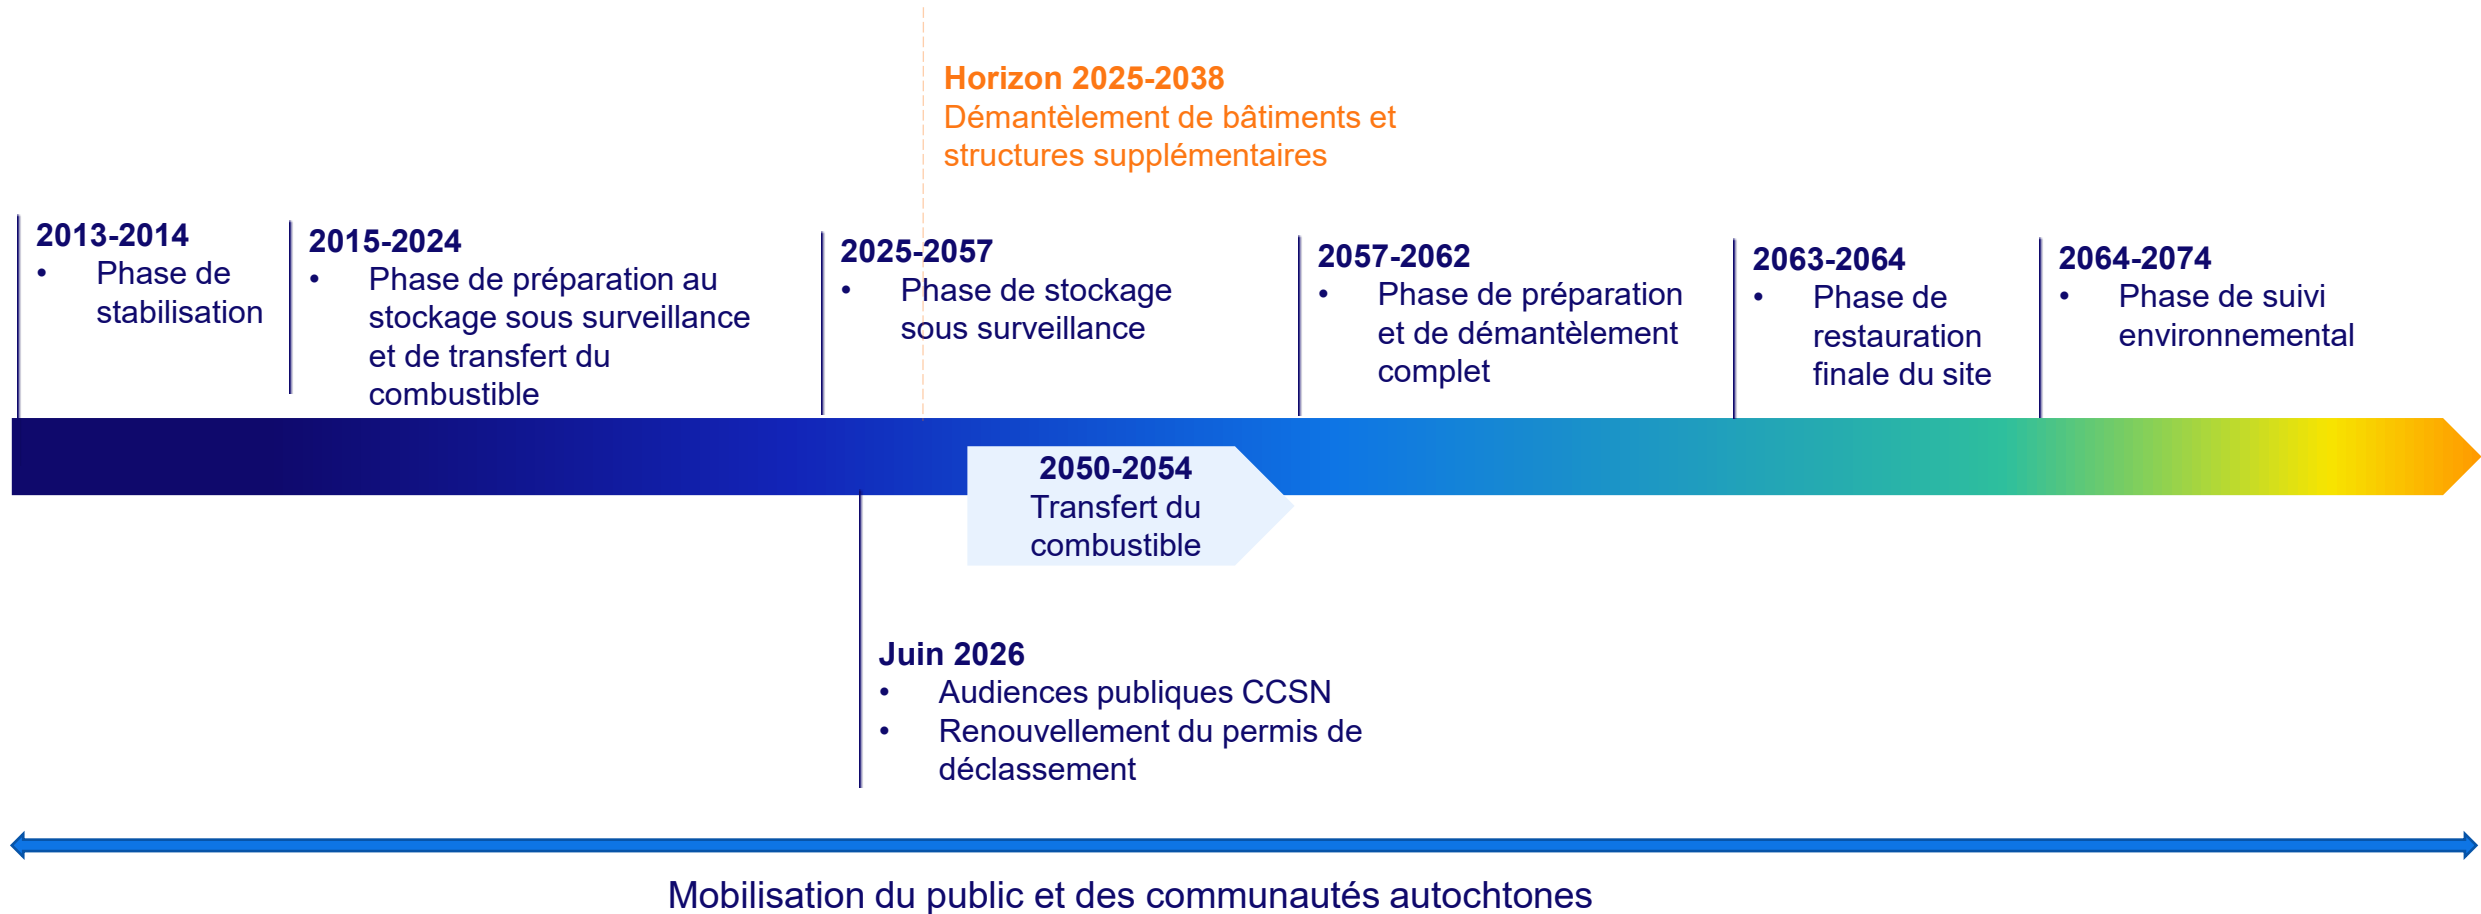 Horizon 2025-2038
Démantèlement de bâtiments et
structures supplémentaires
2013-2014
• Phase de
stabilisation
2015-2024
• Phase de préparation au
stockage sous surveillance
et de transfert du
combustible
2025-2057
• Phase de stockage
sous surveillance
2057-2062
• Phase de préparation
et de démantèlement
complet
2063-2064
• Phase de
restauration
finale du site
2064-2074
• Phase de suivi
environnemental
2050-2054
Transfert du
combustible
Juin 2026
• Audiences publiques CCSN
• Renouvellement du permis de
déclassement
Mobilisation du public et des communautés autochtones